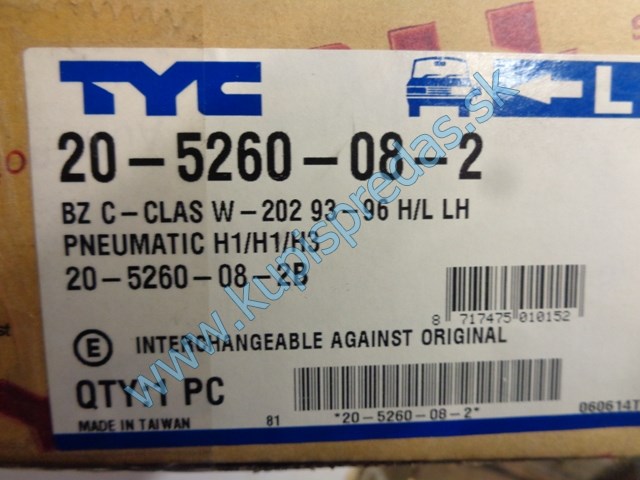 TYC
L
20-5260-08-2
BZ C-CLAS W-202 93-96 H/L LH
PNEUMATIC H1/H1/H3
20-5260-08-2B
8 717475 010152
E INTERCHANGEABLE AGAINST ORIGINAL
QTY:1 PC
MADE IN TAIWAN
81
"20-5260-08-2"
060614T
www.kupispredas.sk